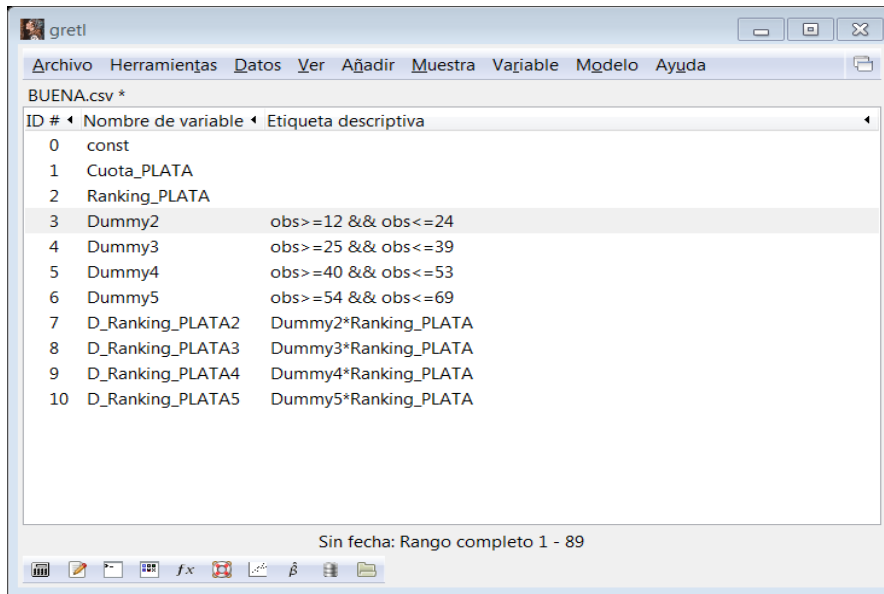 gretl
Archivo Herramientas Datos Ver Añadir Muestra Variable Modelo Ayuda
BUENA.csv *
ID # Nombre de variable Etiqueta descriptiva
0 const
1 Cuota_PLATA
2 Ranking_PLATA
3 Dummy2 obs>=12 && obs<=24
4 Dummy3 obs>=25 && obs<=39
5 Dummy4 obs>=40 && obs<=53
6 Dummy5 obs>=54 && obs<=69
7 D_Ranking_PLATA2 Dummy2*Ranking_PLATA
8 D_Ranking_PLATA3 Dummy3*Ranking_PLATA
9 D_Ranking_PLATA4 Dummy4*Ranking_PLATA
10 D_Ranking_PLATA5 Dummy5*Ranking_PLATA
Sin fecha: Rango completo 1 - 89
fx β̂